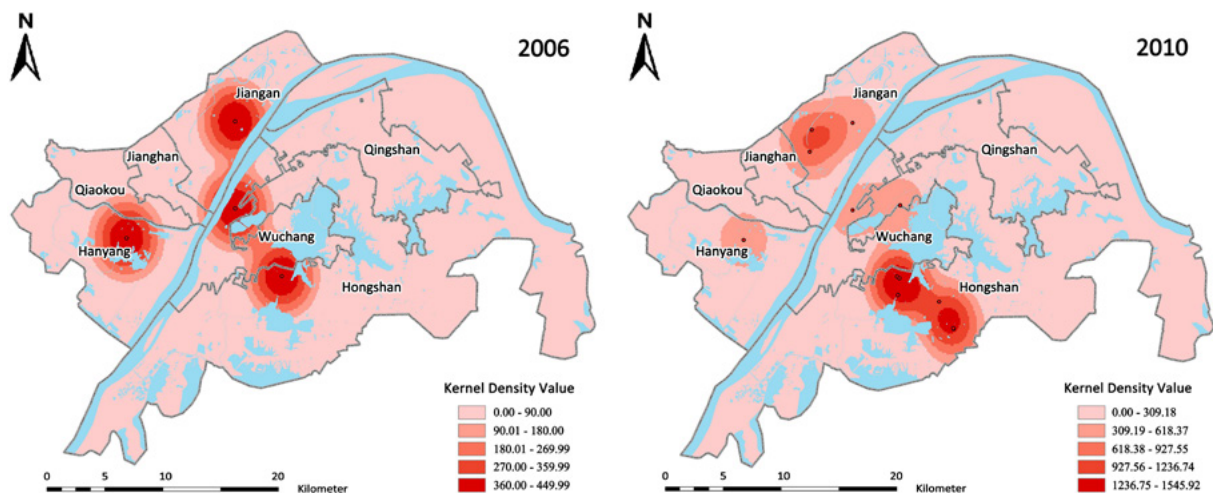 N
2006
Jiangan
Jianghan
Qingshan
Qiaokou
Wuchang
Hanyang
Hongshan
Kernel Density Value
0.00 - 90.00
90.01 - 180.00
180.01 - 269.99
270.00 - 359.99
360.00 - 449.99
0 5 10 20
Kilometer
N
2010
Jiangan
Jianghan
Qingshan
Qiaokou
Wuchang
Hanyang
Hongshan
Kernel Density Value
0.00 - 309.18
309.19 - 618.37
618.38 - 927.55
927.56 - 1236.74
1236.75 - 1545.92
0 5 10 20
Kilometer